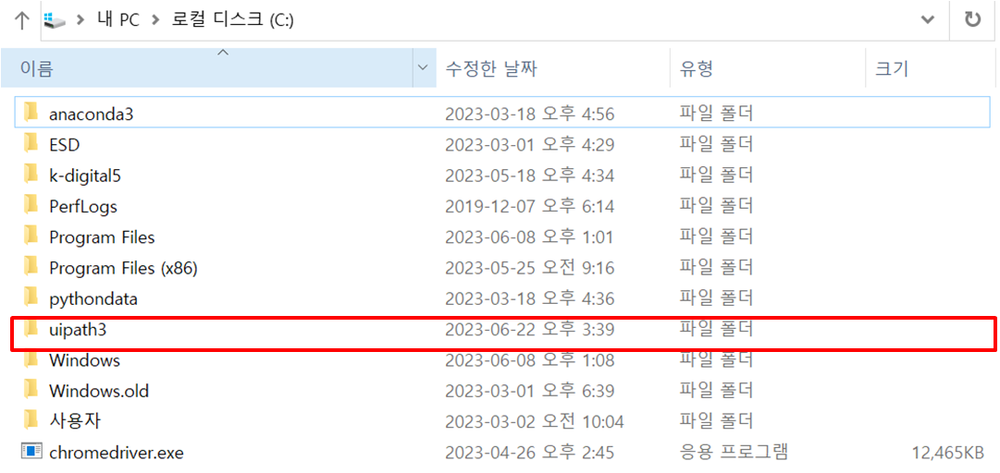 내 PC > 로컬 디스크 (C:)
이름 수정한 날짜 유형 크기
anaconda3 2023-03-18 오후 4:56 파일 폴더
ESD 2023-03-01 오후 4:29 파일 폴더
k-digital5 2023-05-18 오후 4:34 파일 폴더
PerfLogs 2019-12-07 오후 6:14 파일 폴더
Program Files 2023-06-08 오후 1:01 파일 폴더
Program Files (x86) 2023-05-25 오전 9:16 파일 폴더
pythondata 2023-03-18 오후 4:36 파일 폴더
uipath3 2023-06-22 오후 3:39 파일 폴더
Windows 2023-06-08 오후 1:08 파일 폴더
Windows.old 2023-03-01 오후 6:39 파일 폴더
사용자 2023-03-02 오전 10:04 파일 폴더
chromedriver.exe 2023-04-26 오후 2:45 응용 프로그램 12,465KB